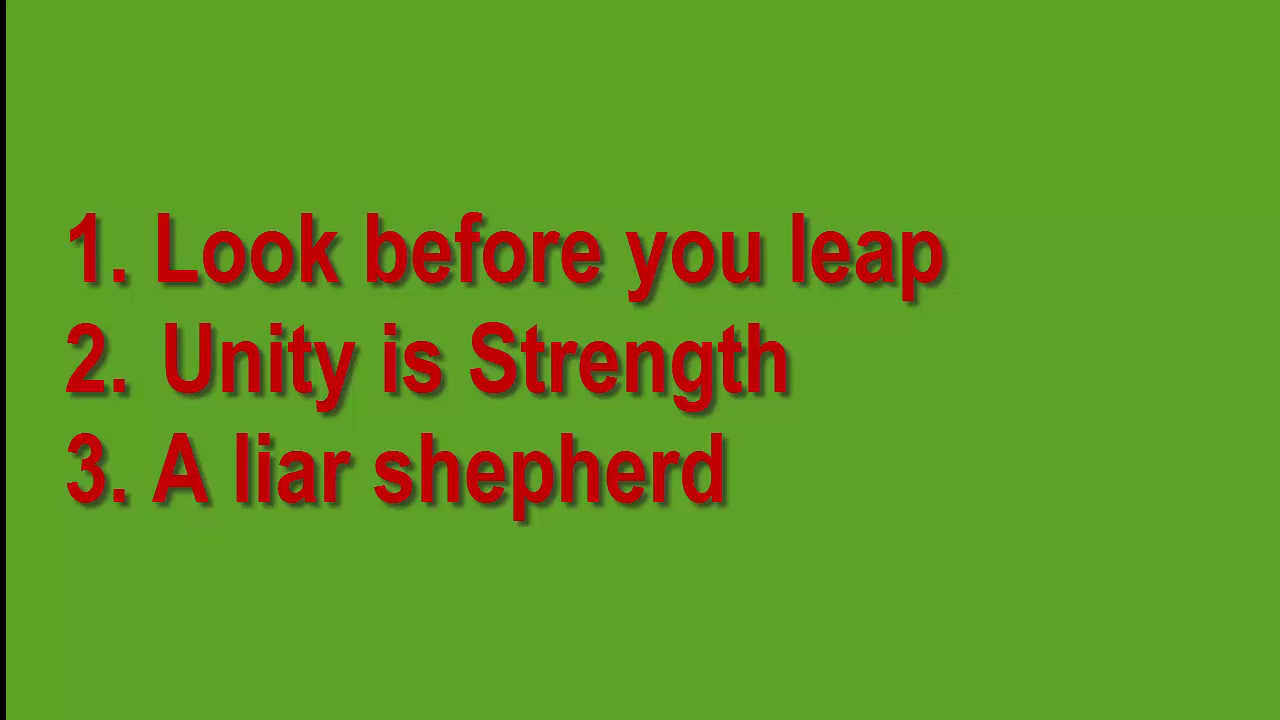 1. Look before you leap
2. Unity is Strength
3. A liar shepherd